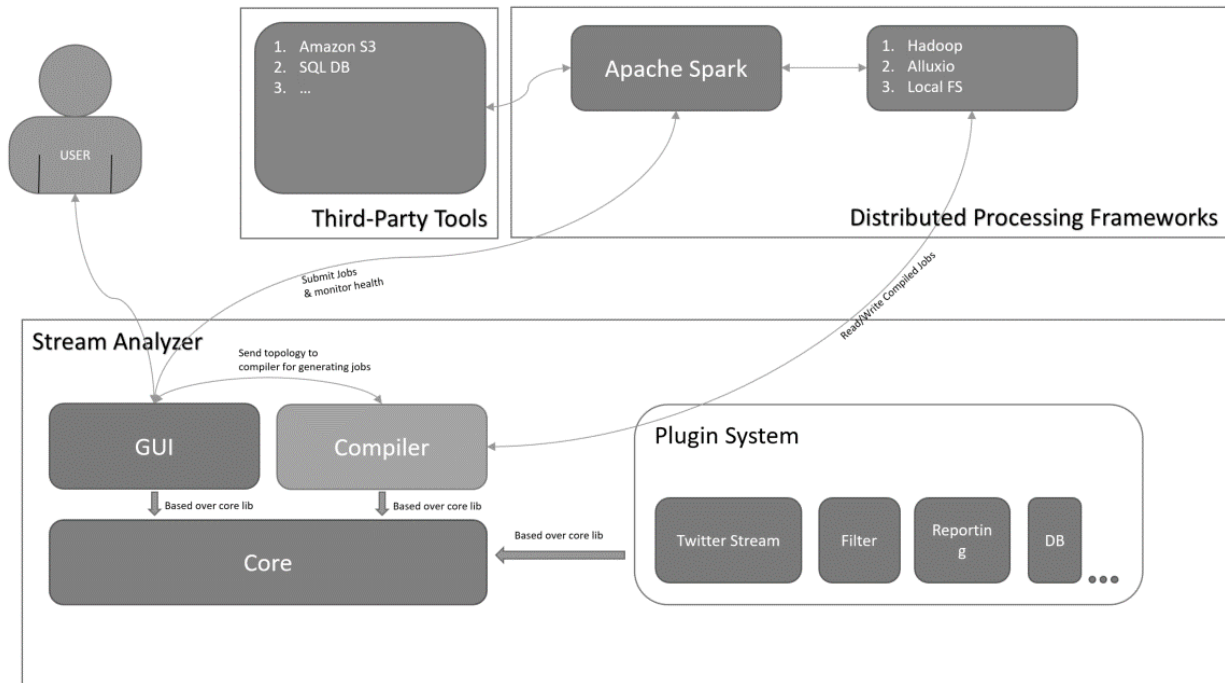 USER
1. Amazon S3
2. SQL DB
3. ...
Third-Party Tools
Apache Spark
1. Hadoop
2. Alluxio
3. Local FS
Distributed Processing Frameworks
Submit Jobs
& monitor health
Read/Write Compiled Jobs
Stream Analyzer
Send topology to
compiler for generating jobs
GUI
Compiler
Based over core lib
Based over core lib
Core
Based over core lib
Plugin System
Twitter Stream
Filter
Reportin
g
DB